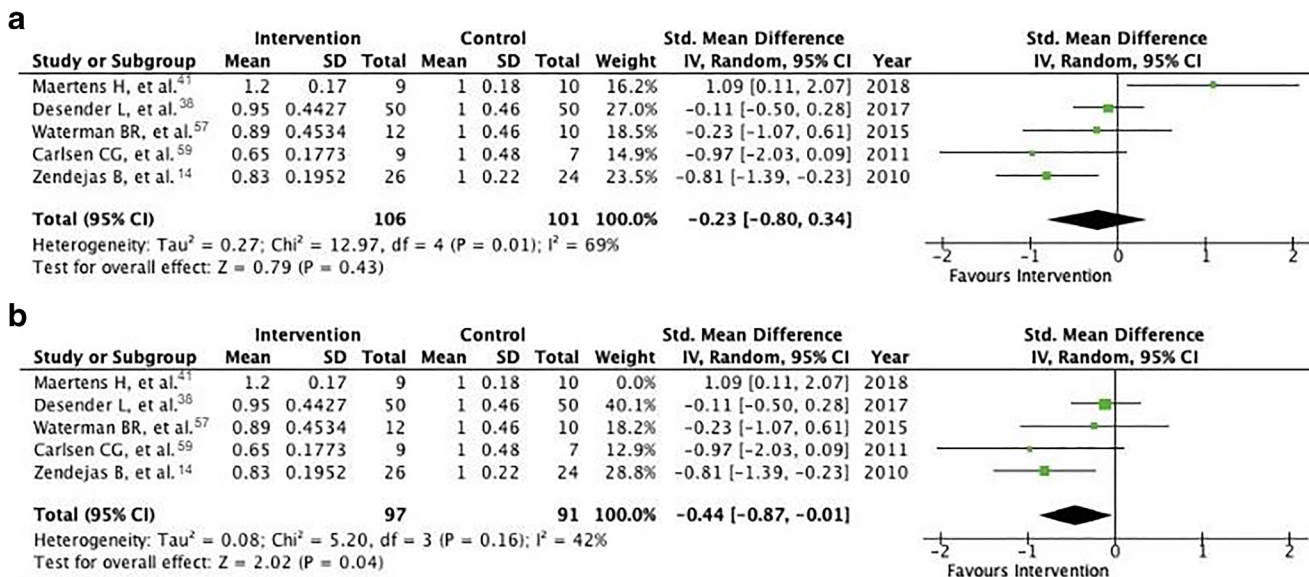 a
Intervention Control Std. Mean Difference Std. Mean Difference
Study or Subgroup Mean SD Total Mean SD Total Weight IV, Random, 95% CI Year IV, Random, 95% CI
Maertens H, et al.41 1.2 0.17 9 1 0.18 10 16.2% 1.09 [0.11, 2.07] 2018
Desender L, et al.38 0.95 0.4427 50 1 0.46 50 27.0% -0.11 [-0.50, 0.28] 2017
Waterman BR, et al.57 0.89 0.4534 12 1 0.46 10 18.5% -0.23 [-1.07, 0.61] 2015
Carlsen CG, et al.59 0.65 0.1773 9 1 0.48 7 14.9% -0.97 [-2.03, 0.09] 2011
Zendejas B, et al.14 0.83 0.1952 26 1 0.22 24 23.5% -0.81 [-1.39, -0.23] 2010
Total (95% CI) 106 101 100.0% -0.23 [-0.80, 0.34]
Heterogeneity: Tau² = 0.27; Chi² = 12.97, df = 4 (P = 0.01); I² = 69%
Test for overall effect: Z = 0.79 (P = 0.43)
-2 -1 0 1 2
Favours Intervention
b
Intervention Control Std. Mean Difference Std. Mean Difference
Study or Subgroup Mean SD Total Mean SD Total Weight IV, Random, 95% CI Year IV, Random, 95% CI
Maertens H, et al.41 1.2 0.17 9 1 0.18 10 0.0% 1.09 [0.11, 2.07] 2018
Desender L, et al.38 0.95 0.4427 50 1 0.46 50 40.1% -0.11 [-0.50, 0.28] 2017
Waterman BR, et al.57 0.89 0.4534 12 1 0.46 10 18.2% -0.23 [-1.07, 0.61] 2015
Carlsen CG, et al.59 0.65 0.1773 9 1 0.48 7 12.9% -0.97 [-2.03, 0.09] 2011
Zendejas B, et al.14 0.83 0.1952 26 1 0.22 24 28.8% -0.81 [-1.39, -0.23] 2010
Total (95% CI) 97 91 100.0% -0.44 [-0.87, -0.01]
Heterogeneity: Tau² = 0.08; Chi² = 5.20, df = 3 (P = 0.16); I² = 42%
Test for overall effect: Z = 2.02 (P = 0.04)
-2 -1 0 1 2
Favours Intervention